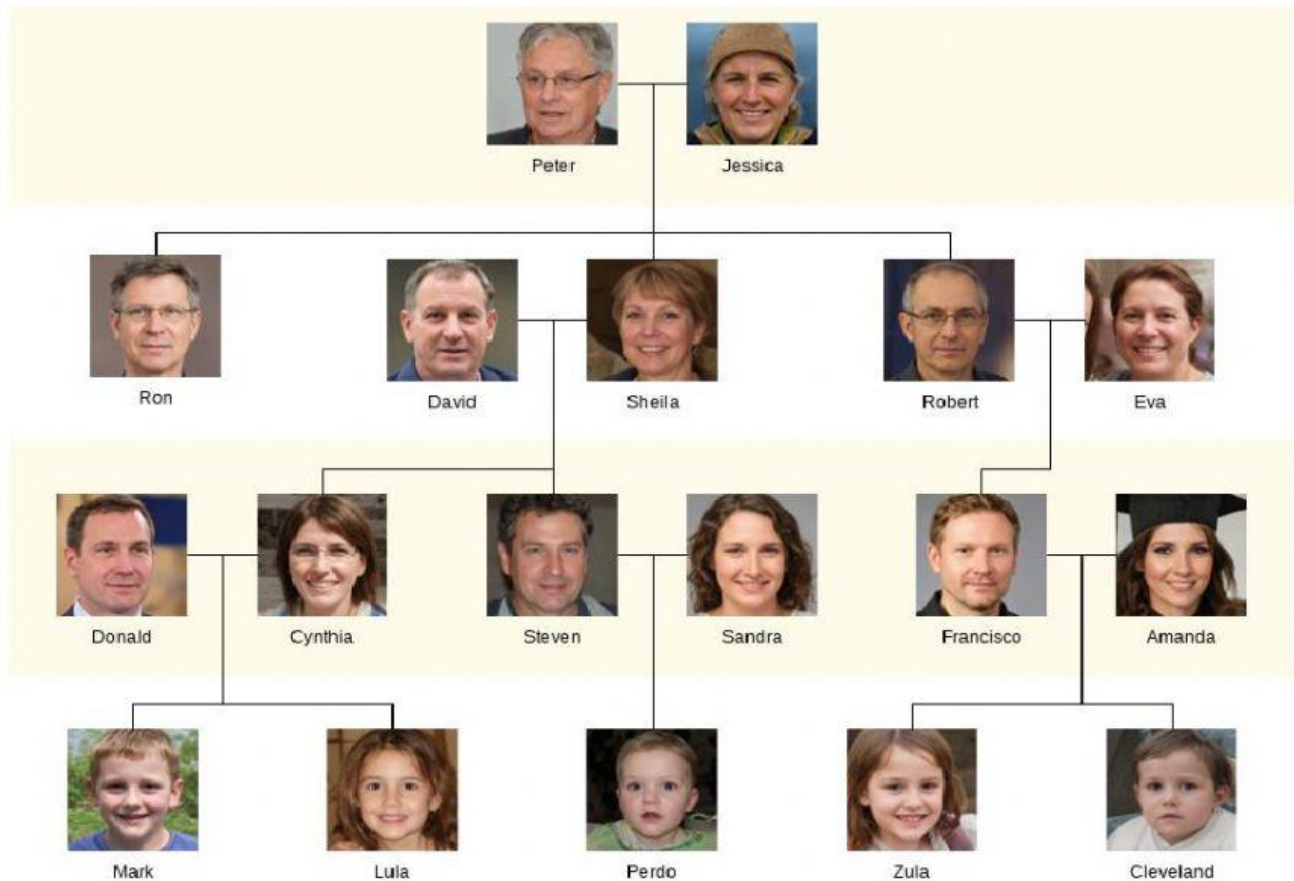 Peter
Jessica
Ron
David
Sheila
Robert
Eva
Donald
Cynthia
Steven
Sandra
Francisco
Amanda
Mark
Lula
Perdo
Zula
Cleveland